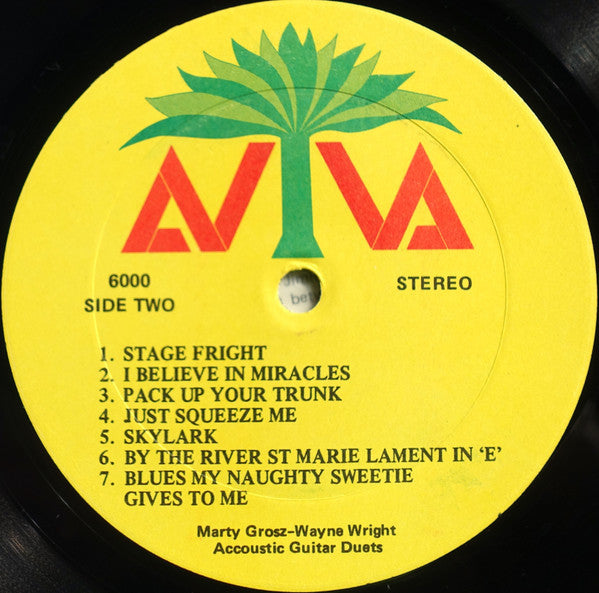 AVIVA
6000
STEREO
SIDE TWO
1. STAGE FRIGHT
2. I BELIEVE IN MIRACLES
3. PACK UP YOUR TRUNK
4. JUST SQUEEZE ME
5. SKYLARK
6. BY THE RIVER ST MARIE LAMENT IN ‘E’
7. BLUES MY NAUGHTY SWEETIE
GIVES TO ME
Marty Grosz-Wayne Wright
Accoustic Guitar Duets